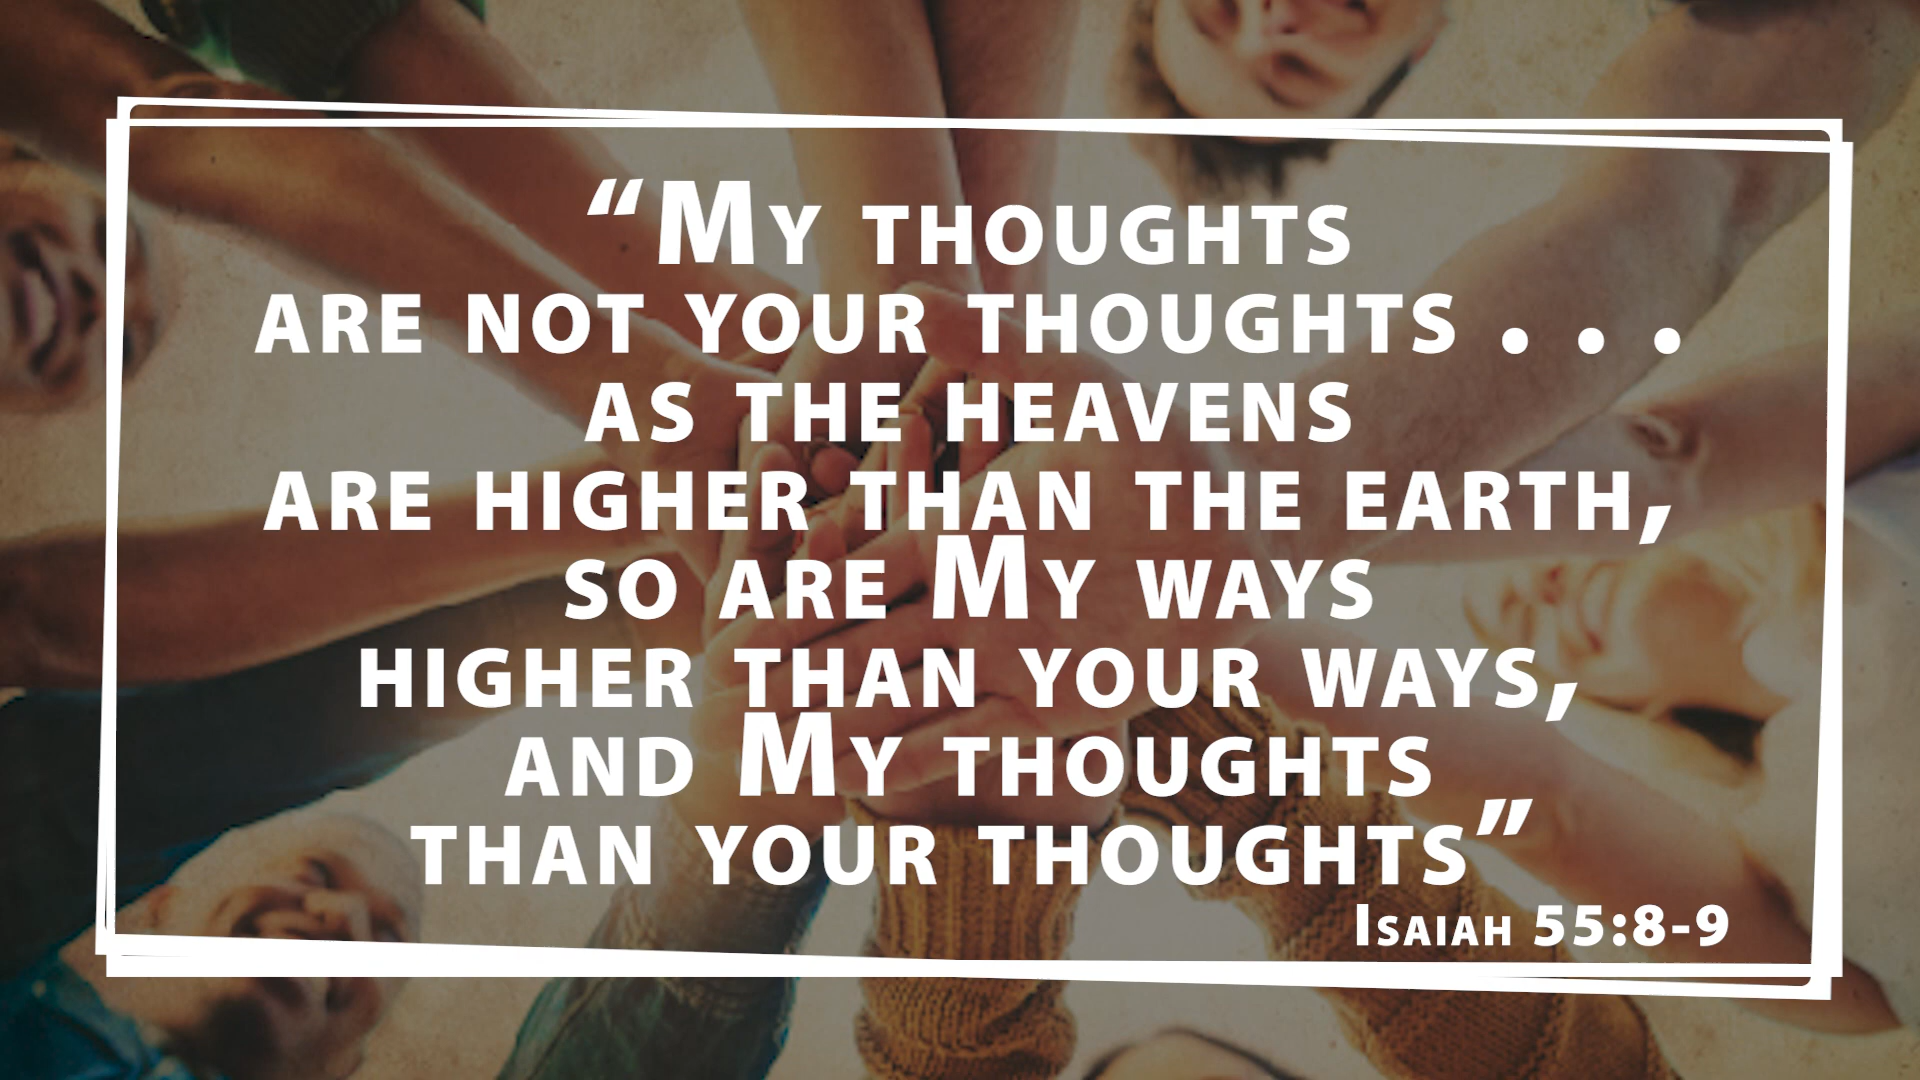 “My thoughts
are not your thoughts . . .
as the heavens
are higher than the earth,
so are My ways
higher than your ways,
and My thoughts
than your thoughts”
Isaiah 55:8-9